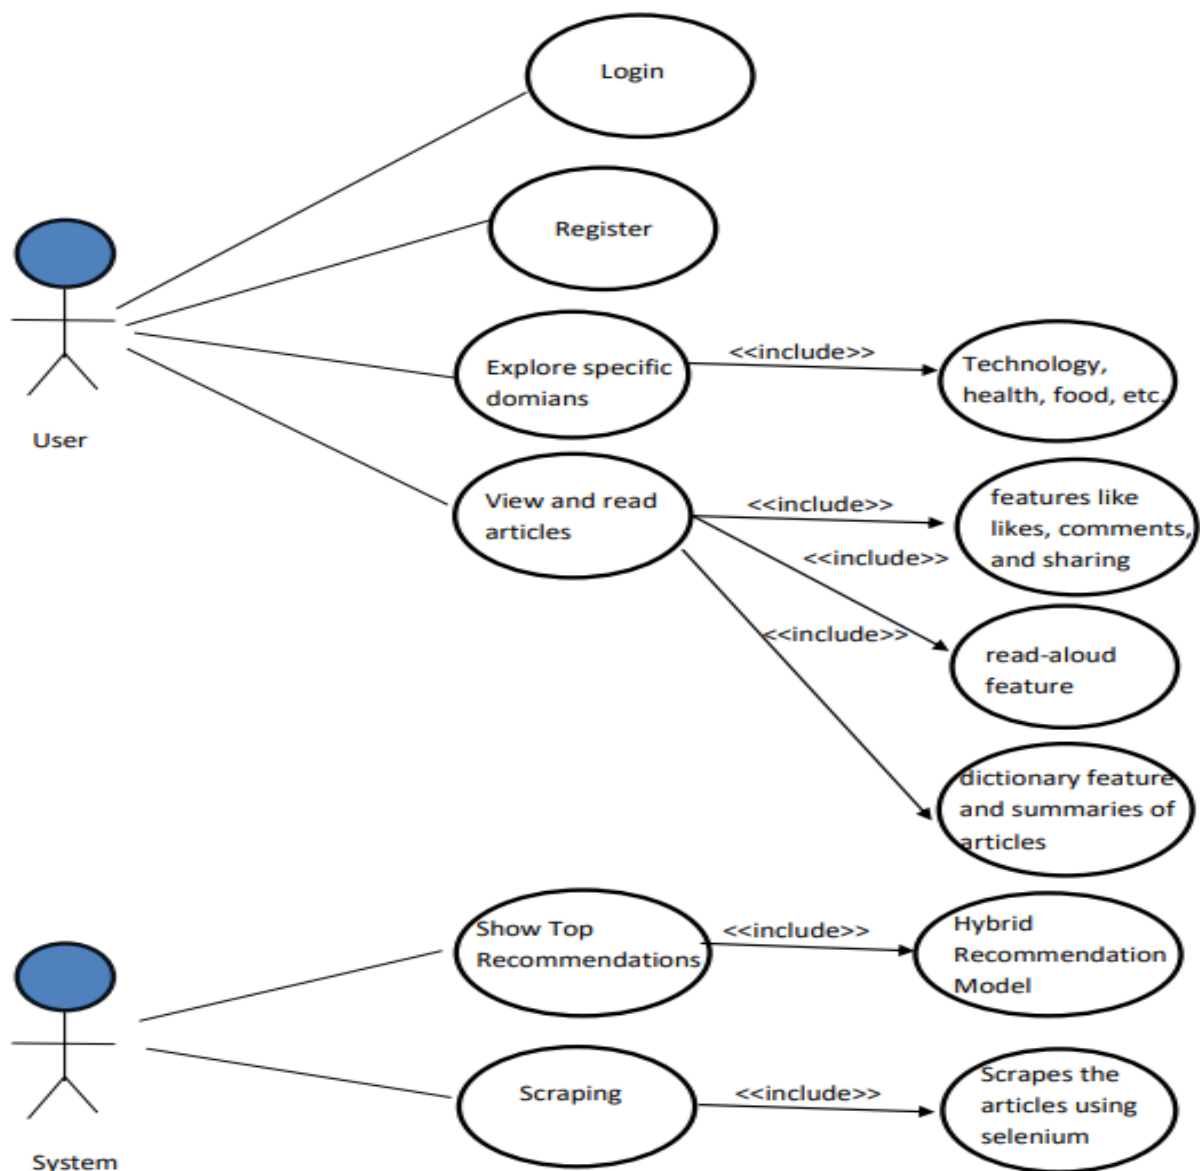 Login
Register
Explore specific
domians
<<include>>
Technology,
health, food, etc.
User
View and read
articles
<<include>>
features like
likes, comments,
and sharing
<<include>>
read-aloud
feature
<<include>>
dictionary feature
and summaries of
articles
Show Top
Recommendations
<<include>>
Hybrid
Recommendation
Model
Scraping
<<include>>
Scrapes the
articles using
selenium
System